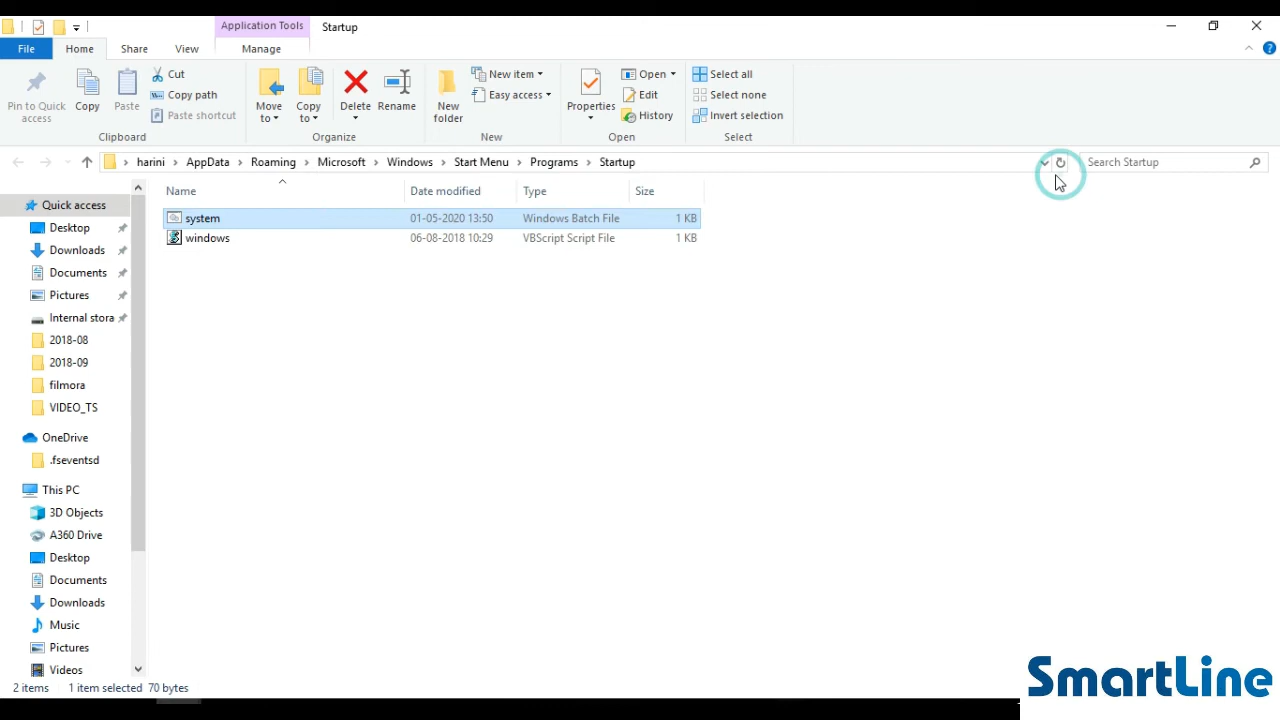 Application Tools
Startup
File
Home
Share
View
Manage
Pin to Quick access
Copy
Paste
Cut
Copy path
Paste shortcut
Move to
Copy to
Delete
Rename
New folder
New item
Easy access
Properties
Open
Edit
History
Select all
Select none
Invert selection
Clipboard
Organize
New
Open
Select
harini > AppData > Roaming > Microsoft > Windows > Start Menu > Programs > Startup
Search Startup
Name Date modified Type Size
system 01-05-2020 13:50 Windows Batch File 1 KB
windows 06-08-2018 10:29 VBScript Script File 1 KB
Quick access
Desktop
Downloads
Documents
Pictures
Internal stora
2018-08
2018-09
filmora
VIDEO_TS
OneDrive
.fseventsd
This PC
3D Objects
A360 Drive
Desktop
Documents
Downloads
Music
Pictures
Videos
2 items 1 item selected 70 bytes
SmartLine